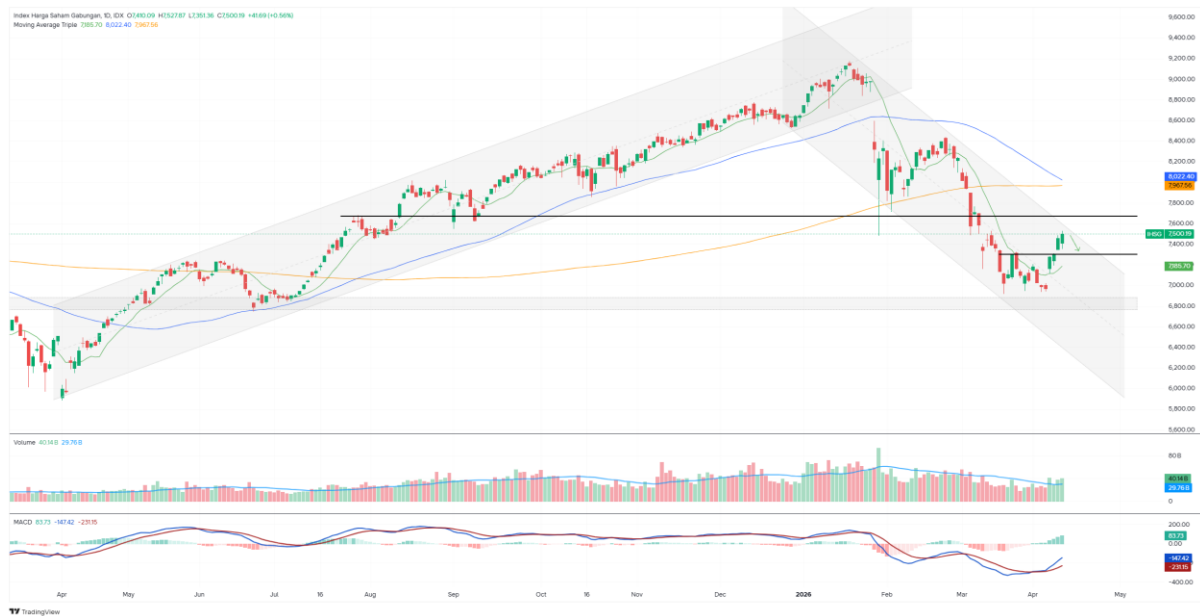 Index Harga Saham Gabungan, 1D, IDX O7,410.09 H7,527.87 L7,351.36 C7,500.19 +41.69 (+0.56%)
Moving Average Triple 7,185.70 8,022.40 7,967.56
9,600.00
9,400.00
9,200.00
9,000.00
8,800.00
8,600.00
8,400.00
8,200.00
8,022.40
7,967.56
7,800.00
7,600.00
IHSG 7,500.19
7,400.00
7,185.70
7,000.00
6,800.00
6,600.00
6,400.00
6,200.00
6,000.00
5,800.00
5,600.00
Volume 40.14 B 29.76 B
80 B
40.14 B
29.76 B
0
MACD 83.73 -147.42 -231.15
200.00
83.73
0.00
-147.42
-231.15
-400.00
Apr May Jun Jul 16 Aug Sep Oct Nov Dec 2026 Feb Mar Apr May
TradingView